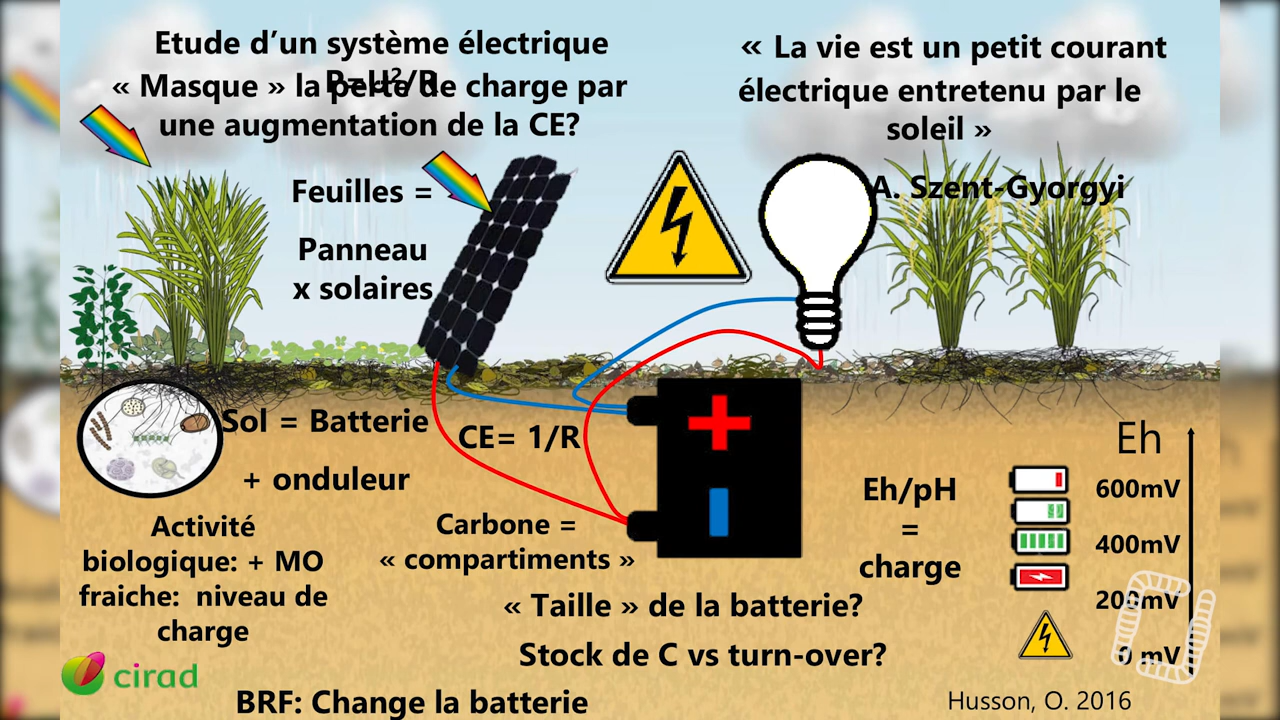 Etude d’un système électrique
P=U²/R
« Masque » la perte de charge par
une augmentation de la CE?
« La vie est un petit courant
électrique entretenu par le
soleil »
A. Szent-Gyorgyi
Feuilles =
Panneau
x solaires
Sol = Batterie
+ onduleur
CE= 1/R
Activité
biologique: + MO
fraiche:  niveau de
charge
Carbone =
« compartiments »
Eh/pH
=
charge
Eh
600mV
400mV
200mV
0 mV
« Taille » de la batterie?
Stock de C vs turn-over?
BRF: Change la batterie
cirad
Husson, O. 2016